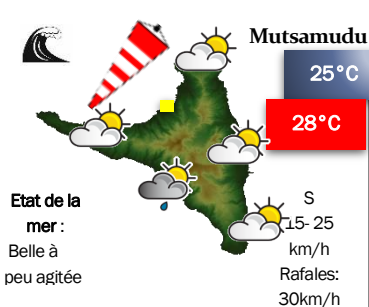 Mutsamudu
25°C
28°C
Etat de la
mer :
Belle à
peu agitée
S
15- 25
km/h
Rafales:
30km/h